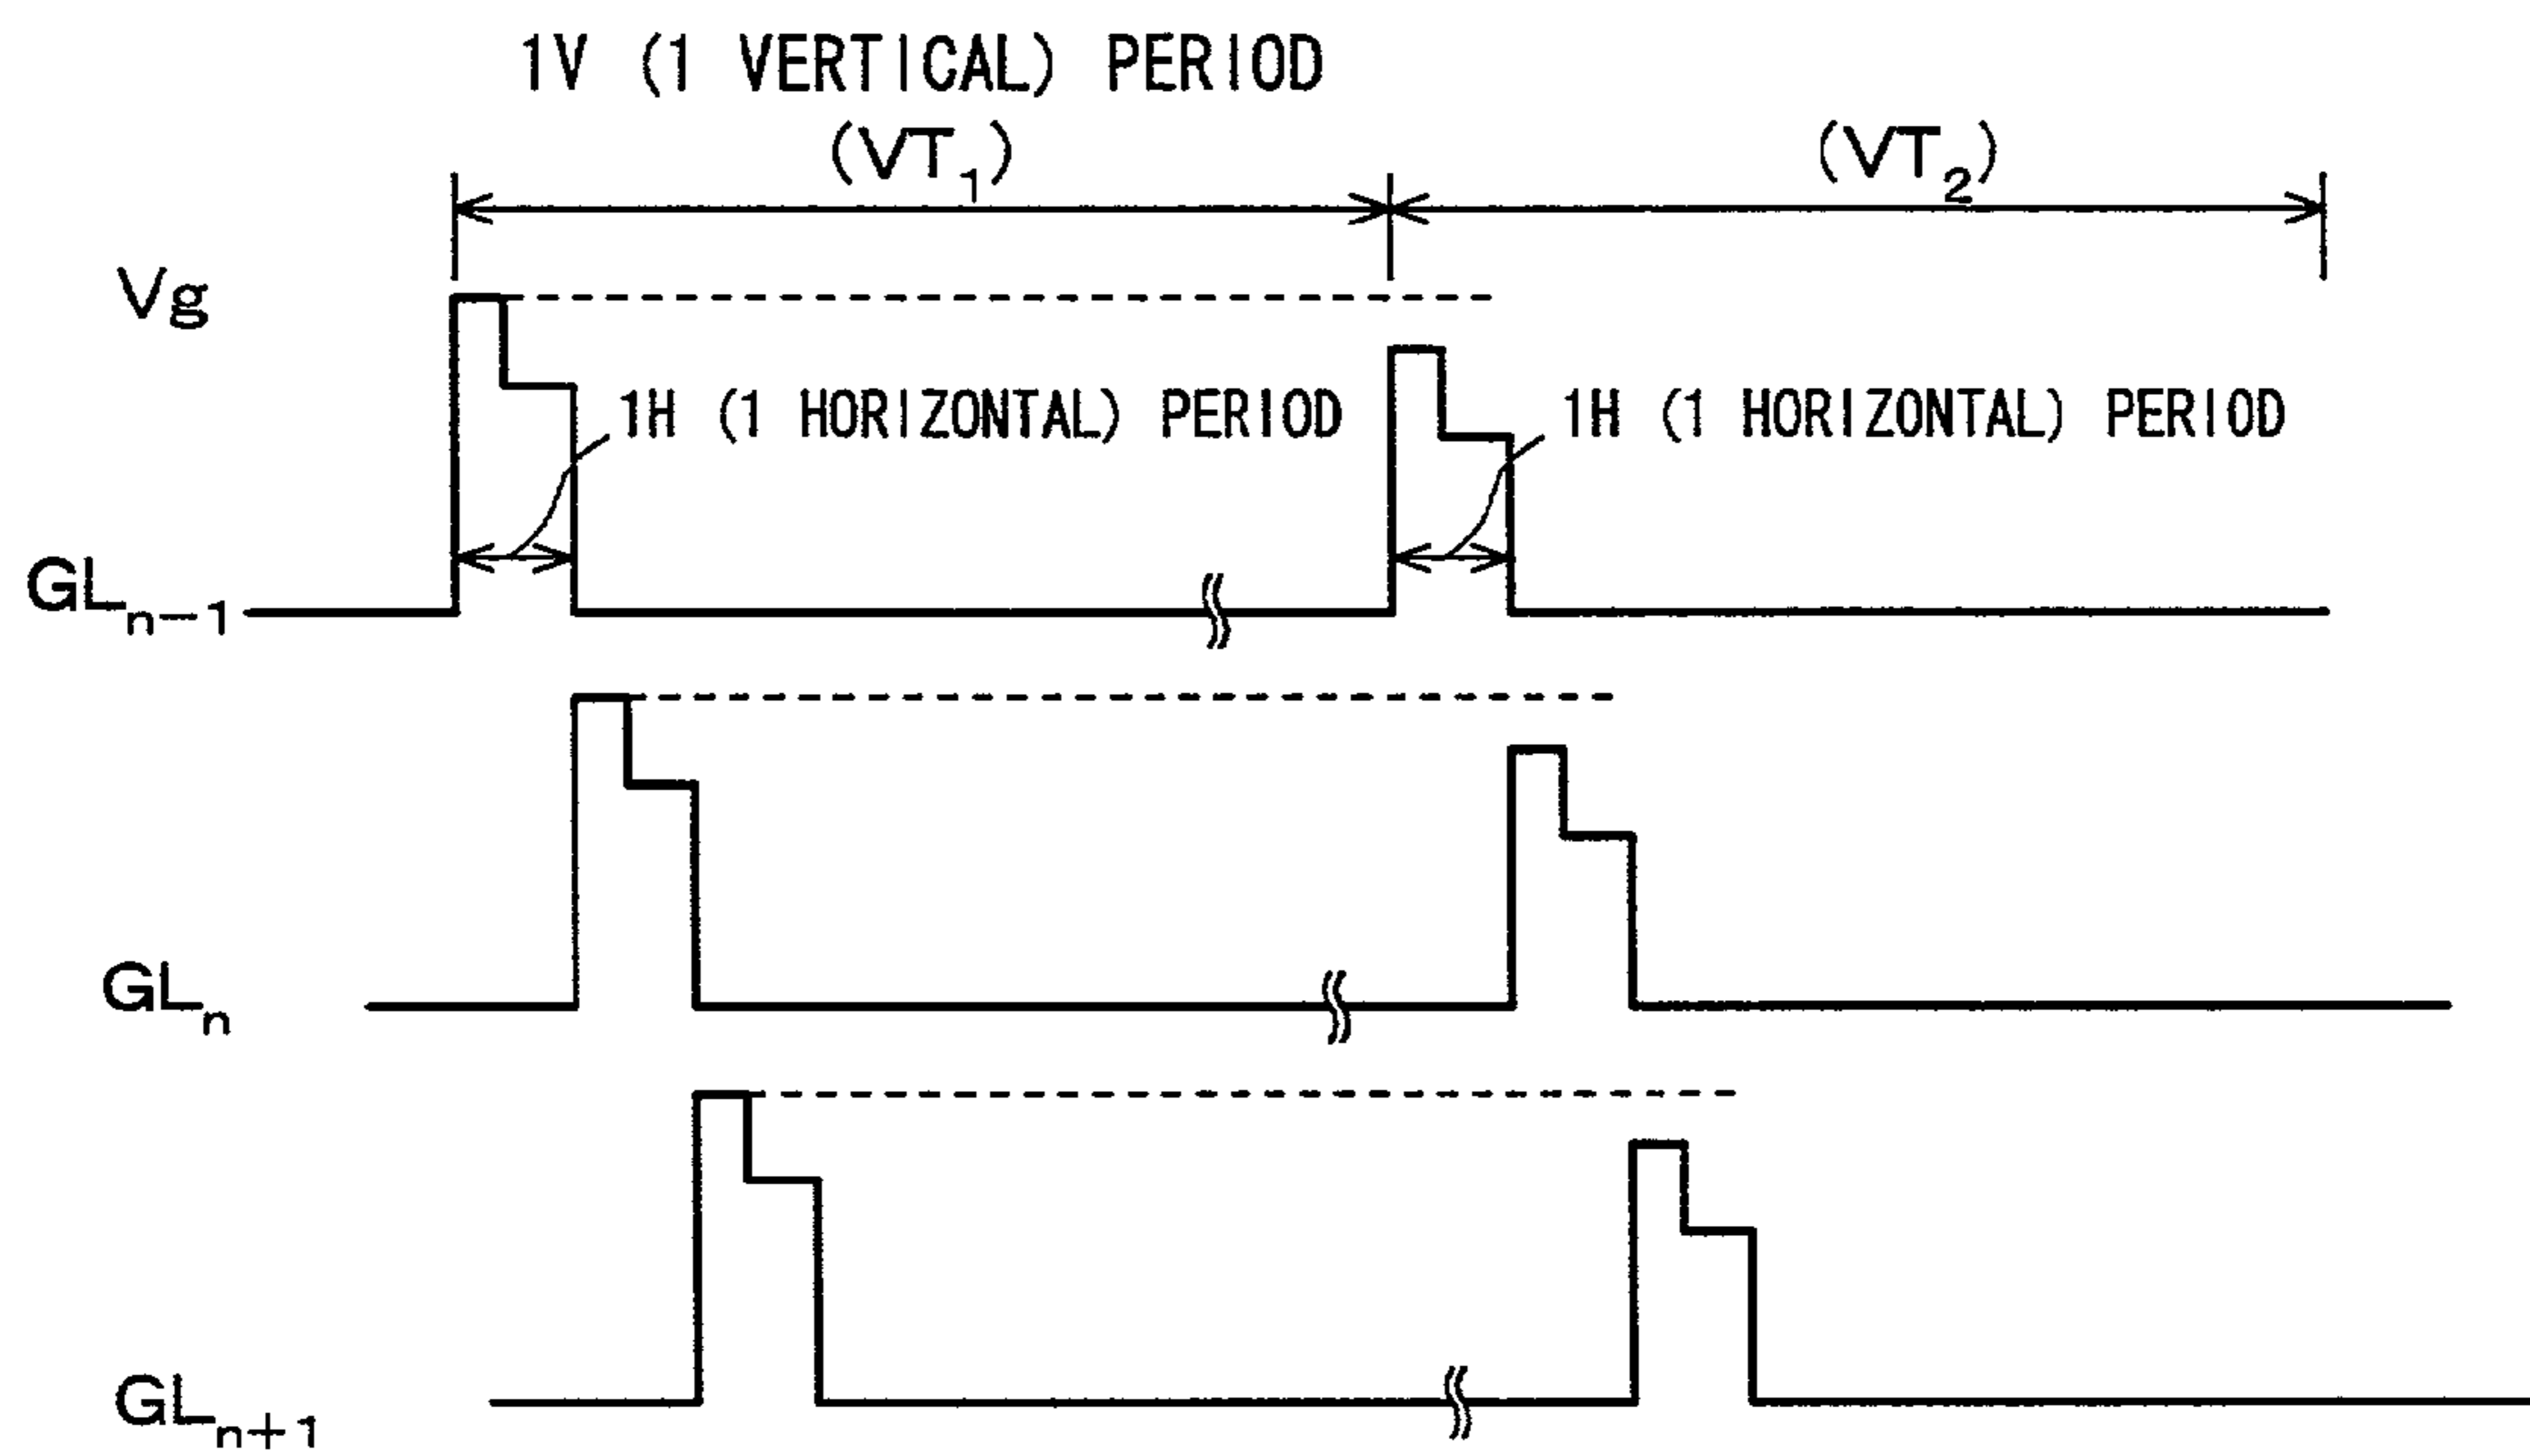 1V (1 VERTICAL) PERIOD
(VT₁) (VT₂)
Vg
1H (1 HORIZONTAL) PERIOD 1H (1 HORIZONTAL) PERIOD
GLₙ₋₁
GLₙ
GLₙ₊₁